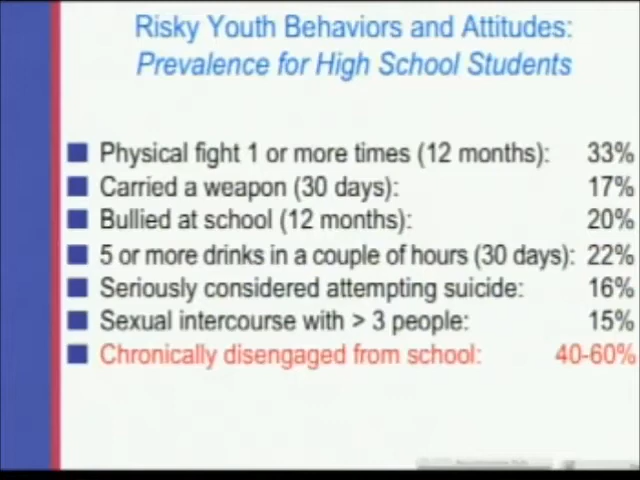 Risky Youth Behaviors and Attitudes:
Prevalence for High School Students
Physical fight 1 or more times (12 months): 33%
Carried a weapon (30 days): 17%
Bullied at school (12 months): 20%
5 or more drinks in a couple of hours (30 days): 22%
Seriously considered attempting suicide: 16%
Sexual intercourse with > 3 people: 15%
Chronically disengaged from school: 40-60%